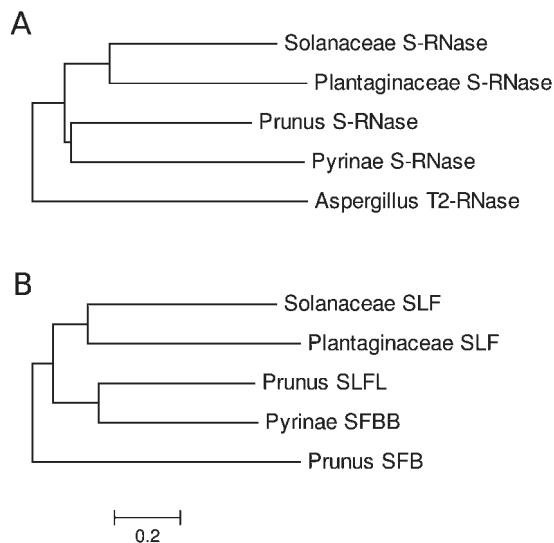 A
Solanaceae S-RNase
Plantaginaceae S-RNase
Prunus S-RNase
Pyrinae S-RNase
Aspergillus T2-RNase
B
Solanaceae SLF
Plantaginaceae SLF
Prunus SLFL
Pyrinae SFBB
Prunus SFB
0.2